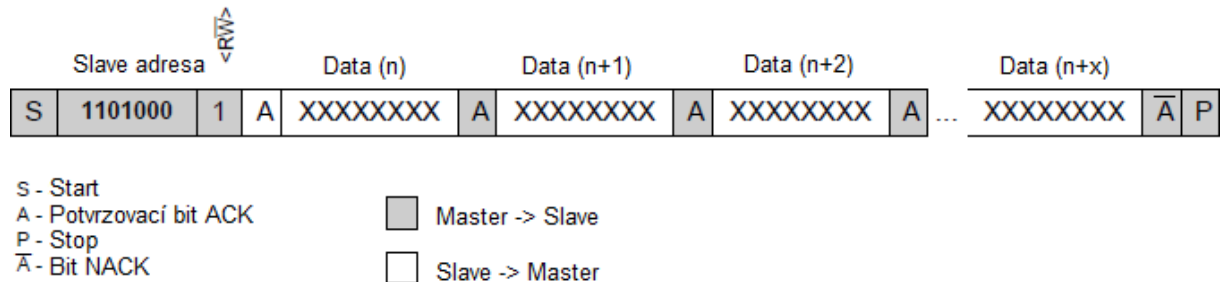 <RW̅>
Slave adresa Data (n) Data (n+1) Data (n+2) Data (n+x)
S 1101000 1 A XXXXXXXX A XXXXXXXX A XXXXXXXX A ... XXXXXXXX A̅ P
S - Start
A - Potvrzovací bit ACK
P - Stop
A̅ - Bit NACK
Master -> Slave
Slave -> Master